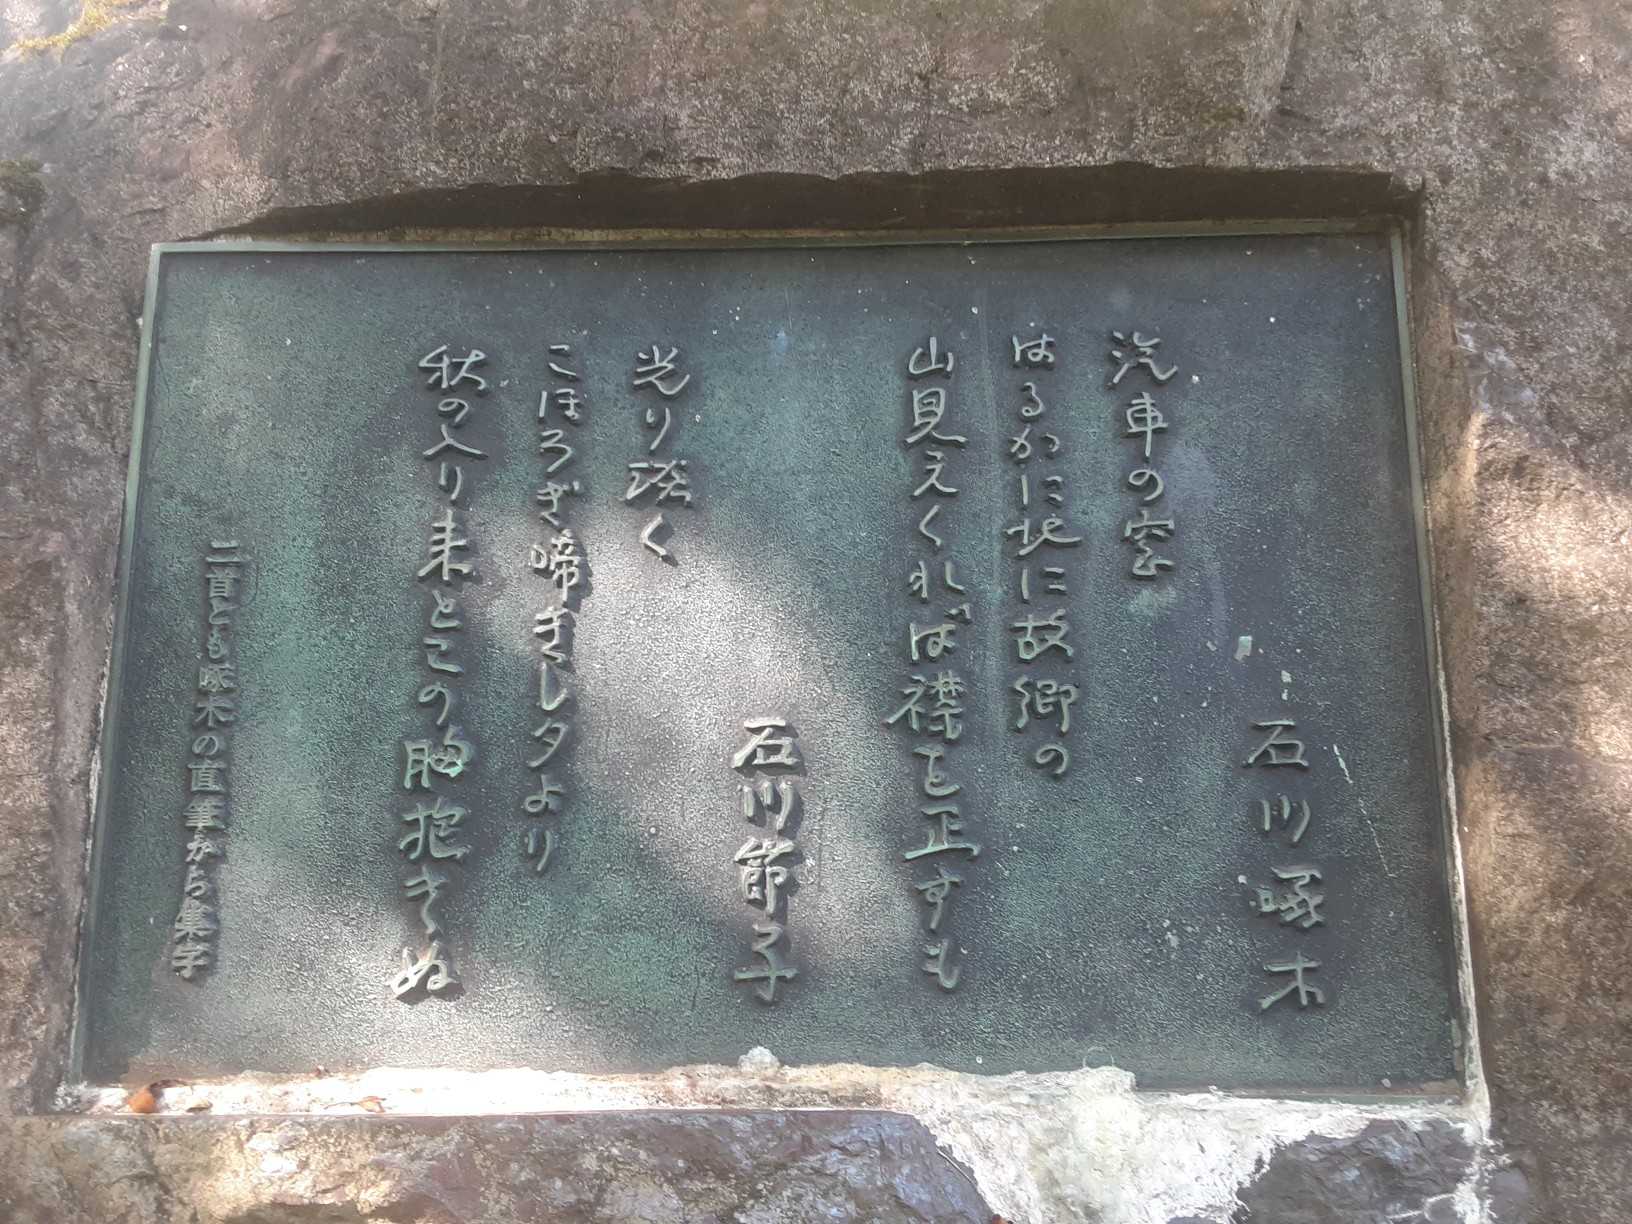 石川啄木
汽車の窓
はるかに北に故郷の
山見えくれば襟を正すも
石川節子
光り淡く
こほろぎ啼きし夕より
秋の入り来とこの胸抱きぬ
二首とも啄木の直筆から集字